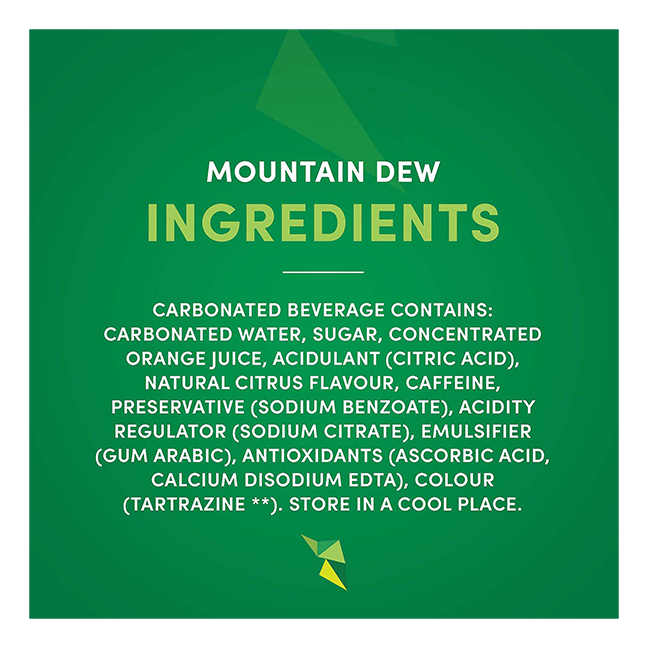 MOUNTAIN DEW
INGREDIENTS
CARBONATED BEVERAGE CONTAINS:
CARBONATED WATER, SUGAR, CONCENTRATED
ORANGE JUICE, ACIDULANT (CITRIC ACID),
NATURAL CITRUS FLAVOUR, CAFFEINE,
PRESERVATIVE (SODIUM BENZOATE), ACIDITY
REGULATOR (SODIUM CITRATE), EMULSIFIER
(GUM ARABIC), ANTIOXIDANTS (ASCORBIC ACID,
CALCIUM DISODIUM EDTA), COLOUR
(TARTRAZINE **). STORE IN A COOL PLACE.